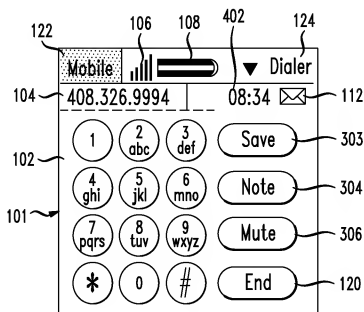 122 106 108 402 124
Mobile Dialer
104 408.326.9994 08:34 112
102 1 2 abc 3 def Save 303
4 ghi 5 jkl 6 mno Note 304
101 7 pqrs 8 tuv 9 wxyz Mute 306
* 0 # End 120